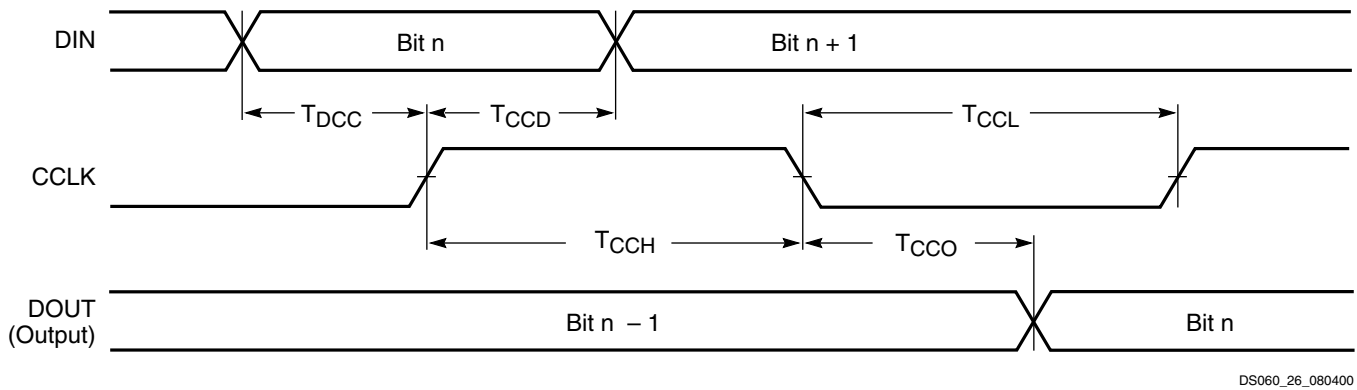 DIN
Bit n
Bit n + 1
TDCC
TCCD
TCCL
CCLK
TCCH
TCCO
DOUT
(Output)
Bit n – 1
Bit n
DS060_26_080400